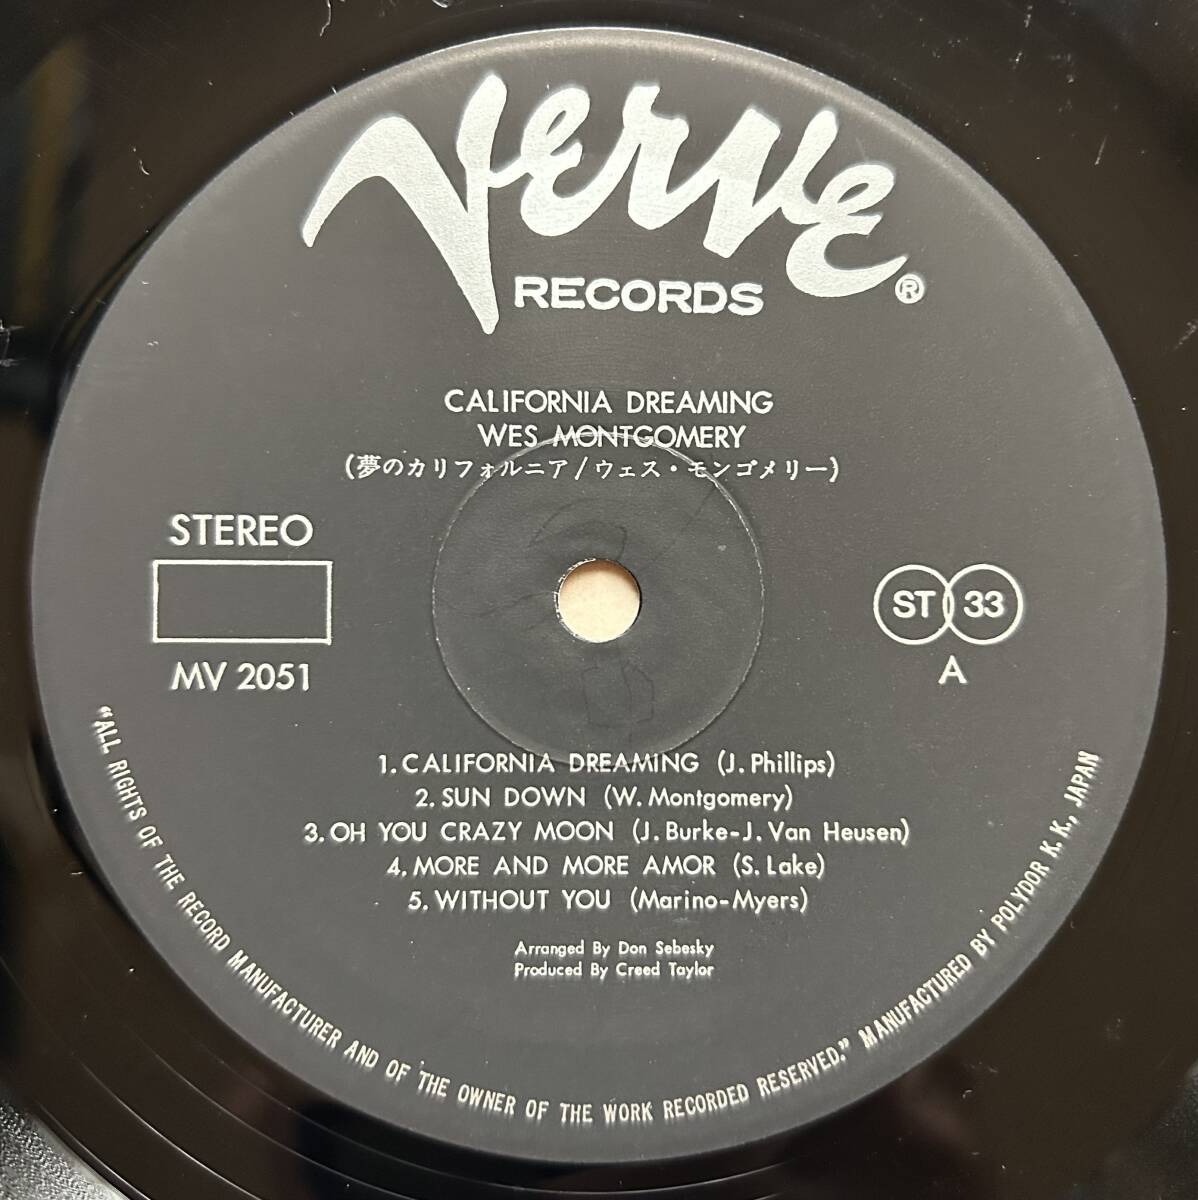 Verve
RECORDS ®
CALIFORNIA DREAMING
WES MONTGOMERY
(夢のカリフォルニア/ウェス・モンゴメリー)
STEREO
MV 2051
ST 33
A
1. CALIFORNIA DREAMING (J. Phillips)
2. SUN DOWN (W. Montgomery)
3. OH YOU CRAZY MOON (J. Burke-J. Van Heusen)
4. MORE AND MORE AMOR (S. Lake)
5. WITHOUT YOU (Marino-Myers)
Arranged By Don Sebesky
Produced By Creed Taylor
"ALL RIGHTS OF THE RECORD MANUFACTURER AND OF THE OWNER OF THE WORK RECORDED RESERVED." MANUFACTURED BY POLYDOR K. K., JAPAN